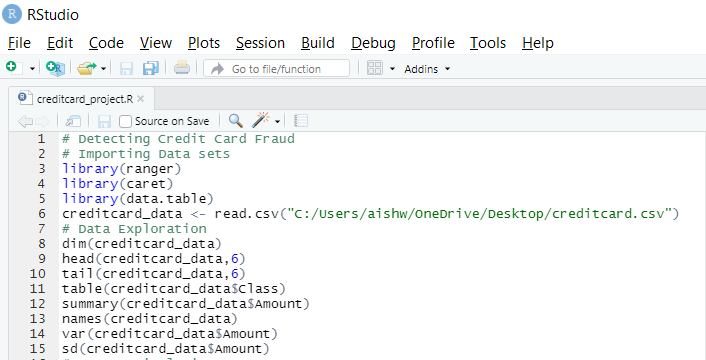 RStudio
File Edit Code View Plots Session Build Debug Profile Tools Help
Go to file/function Addins
creditcard_project.R
Source on Save
1 # Detecting Credit Card Fraud
2 # Importing Data sets
3 library(ranger)
4 library(caret)
5 library(data.table)
6 creditcard_data <- read.csv("C:/Users/aishw/OneDrive/Desktop/creditcard.csv")
7 # Data Exploration
8 dim(creditcard_data)
9 head(creditcard_data,6)
10 tail(creditcard_data,6)
11 table(creditcard_data$Class)
12 summary(creditcard_data$Amount)
13 names(creditcard_data)
14 var(creditcard_data$Amount)
15 sd(creditcard_data$Amount)